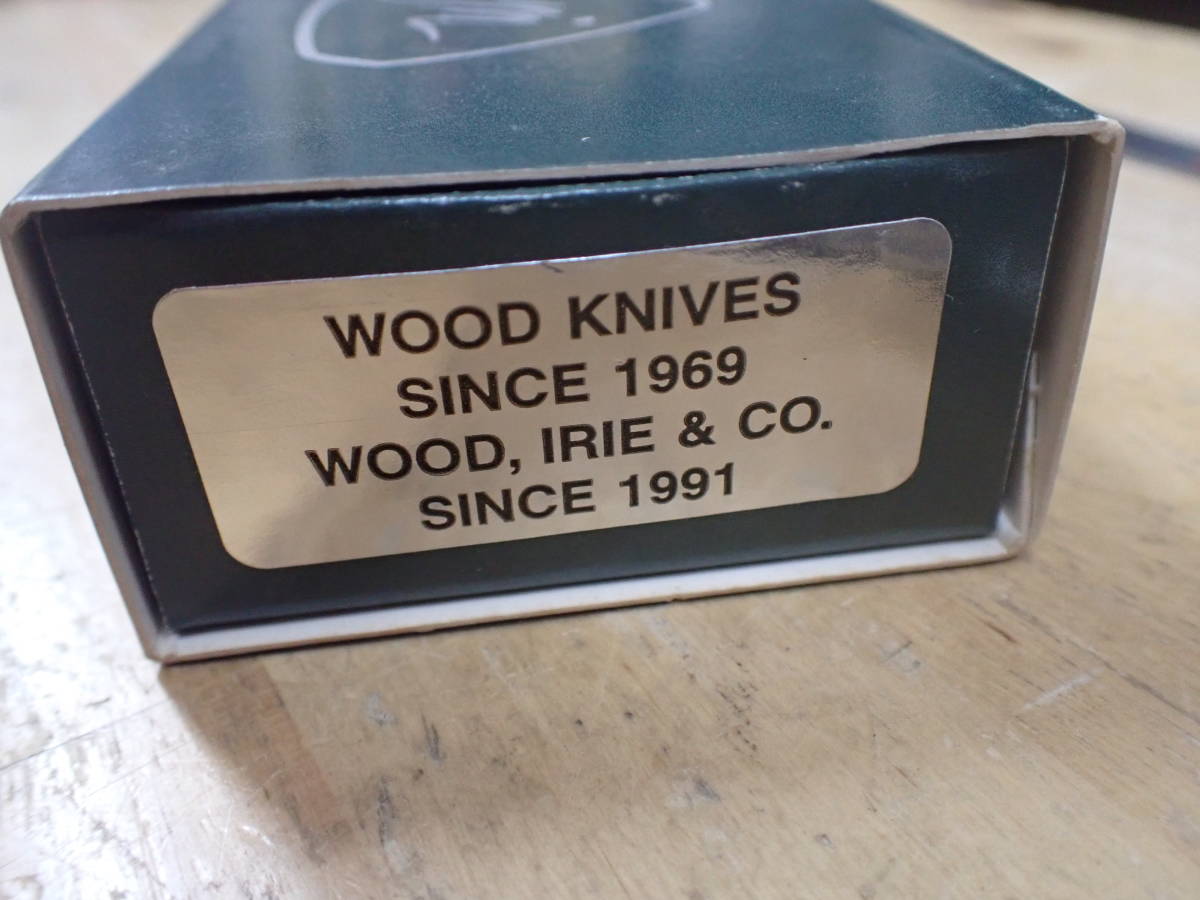 WOOD KNIVES
SINCE 1969
WOOD, IRIE & CO.
SINCE 1991